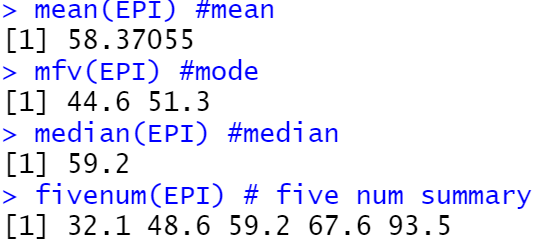 > mean(EPI) #mean
[1] 58.37055
> mfv(EPI) #mode
[1] 44.6 51.3
> median(EPI) #median
[1] 59.2
> fivenum(EPI) # five num summary
[1] 32.1 48.6 59.2 67.6 93.5